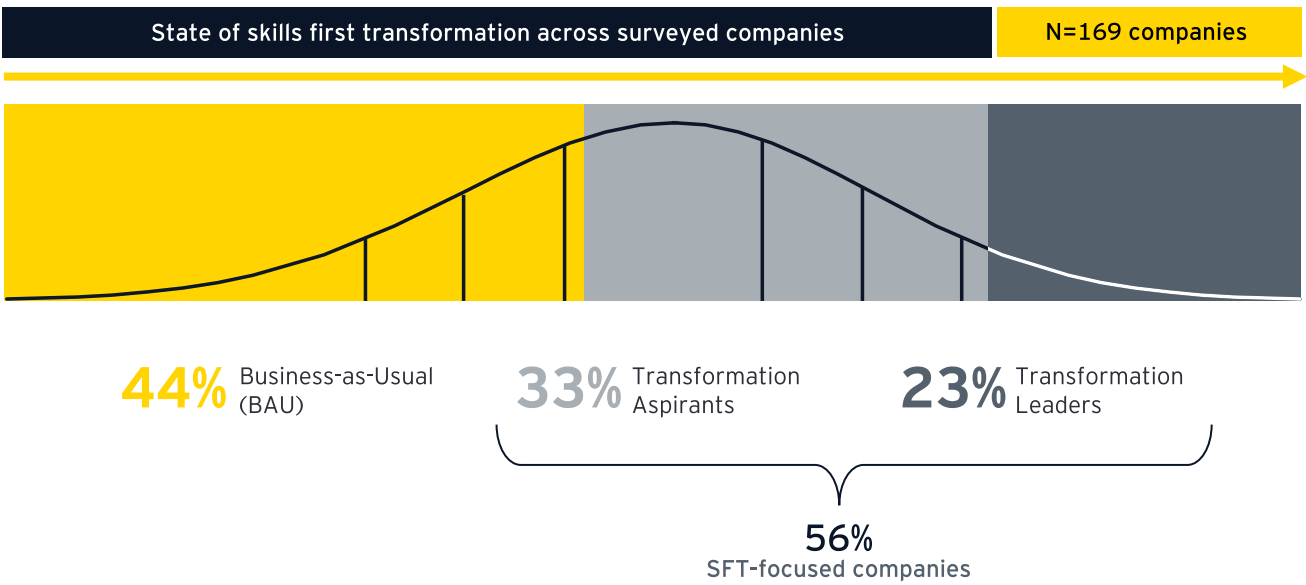 State of skills first transformation across surveyed companies
N=169 companies
44% Business-as-Usual
(BAU)
33% Transformation
Aspirants
23% Transformation
Leaders
56%
SFT-focused companies